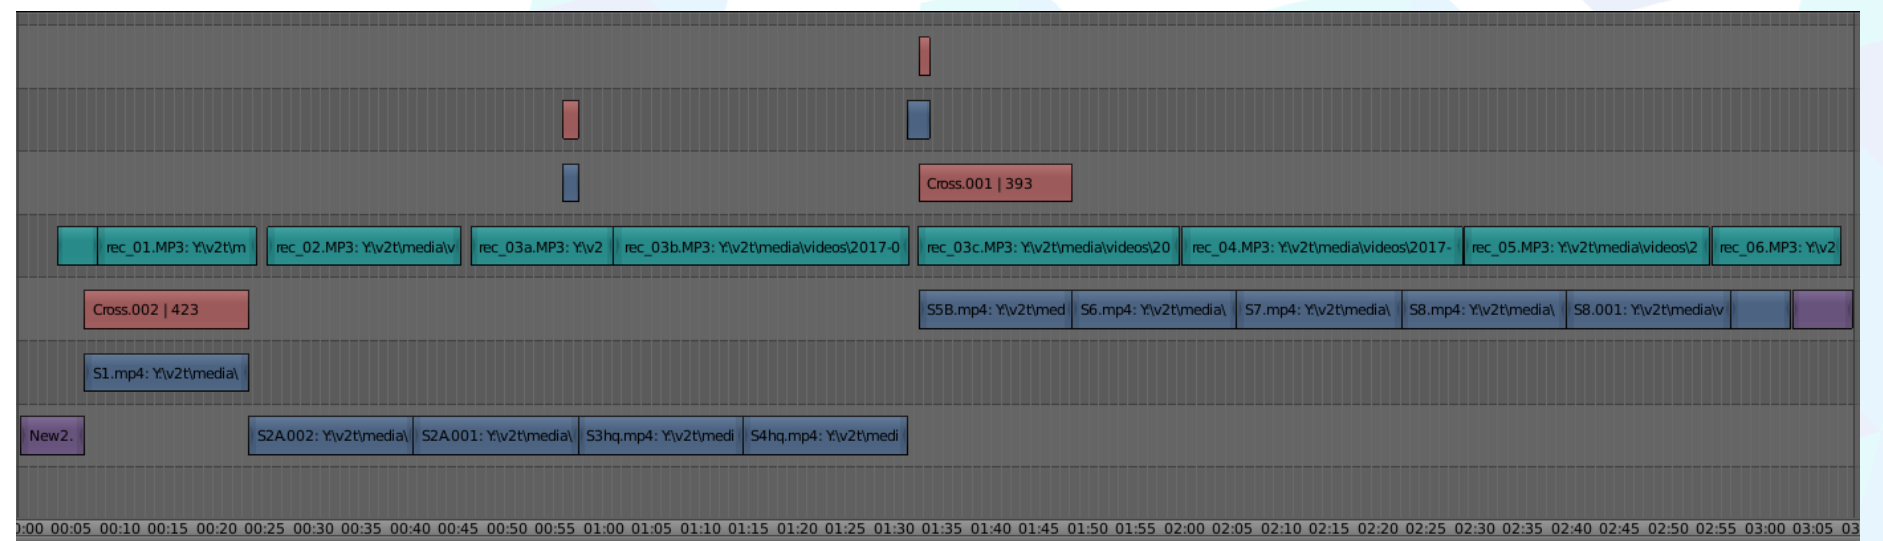 Cross.001 | 393
rec_01.MP3: Y:\v2t\m rec_02.MP3: Y:\v2t\media\v rec_03a.MP3: Y:\v2 rec_03b.MP3: Y:\v2t\media\videos\2017-0 rec_03c.MP3: Y:\v2t\media\videos\20 rec_04.MP3: Y:\v2t\media\videos\2017- rec_05.MP3: Y:\v2t\media\videos\2 rec_06.MP3: Y:\v2
Cross.002 | 423 S5B.mp4: Y:\v2t\med S6.mp4: Y:\v2t\media\ S7.mp4: Y:\v2t\media\ S8.mp4: Y:\v2t\media\ S8.001: Y:\v2t\media\v
S1.mp4: Y:\v2t\media\
New2. S2A.002: Y:\v2t\media\ S2A.001: Y:\v2t\media\ S3hq.mp4: Y:\v2t\medi S4hq.mp4: Y:\v2t\medi
:00 00:05 00:10 00:15 00:20 00:25 00:30 00:35 00:40 00:45 00:50 00:55 01:00 01:05 01:10 01:15 01:20 01:25 01:30 01:35 01:40 01:45 01:50 01:55 02:00 02:05 02:10 02:15 02:20 02:25 02:30 02:35 02:40 02:45 02:50 02:55 03:00 03:05 03